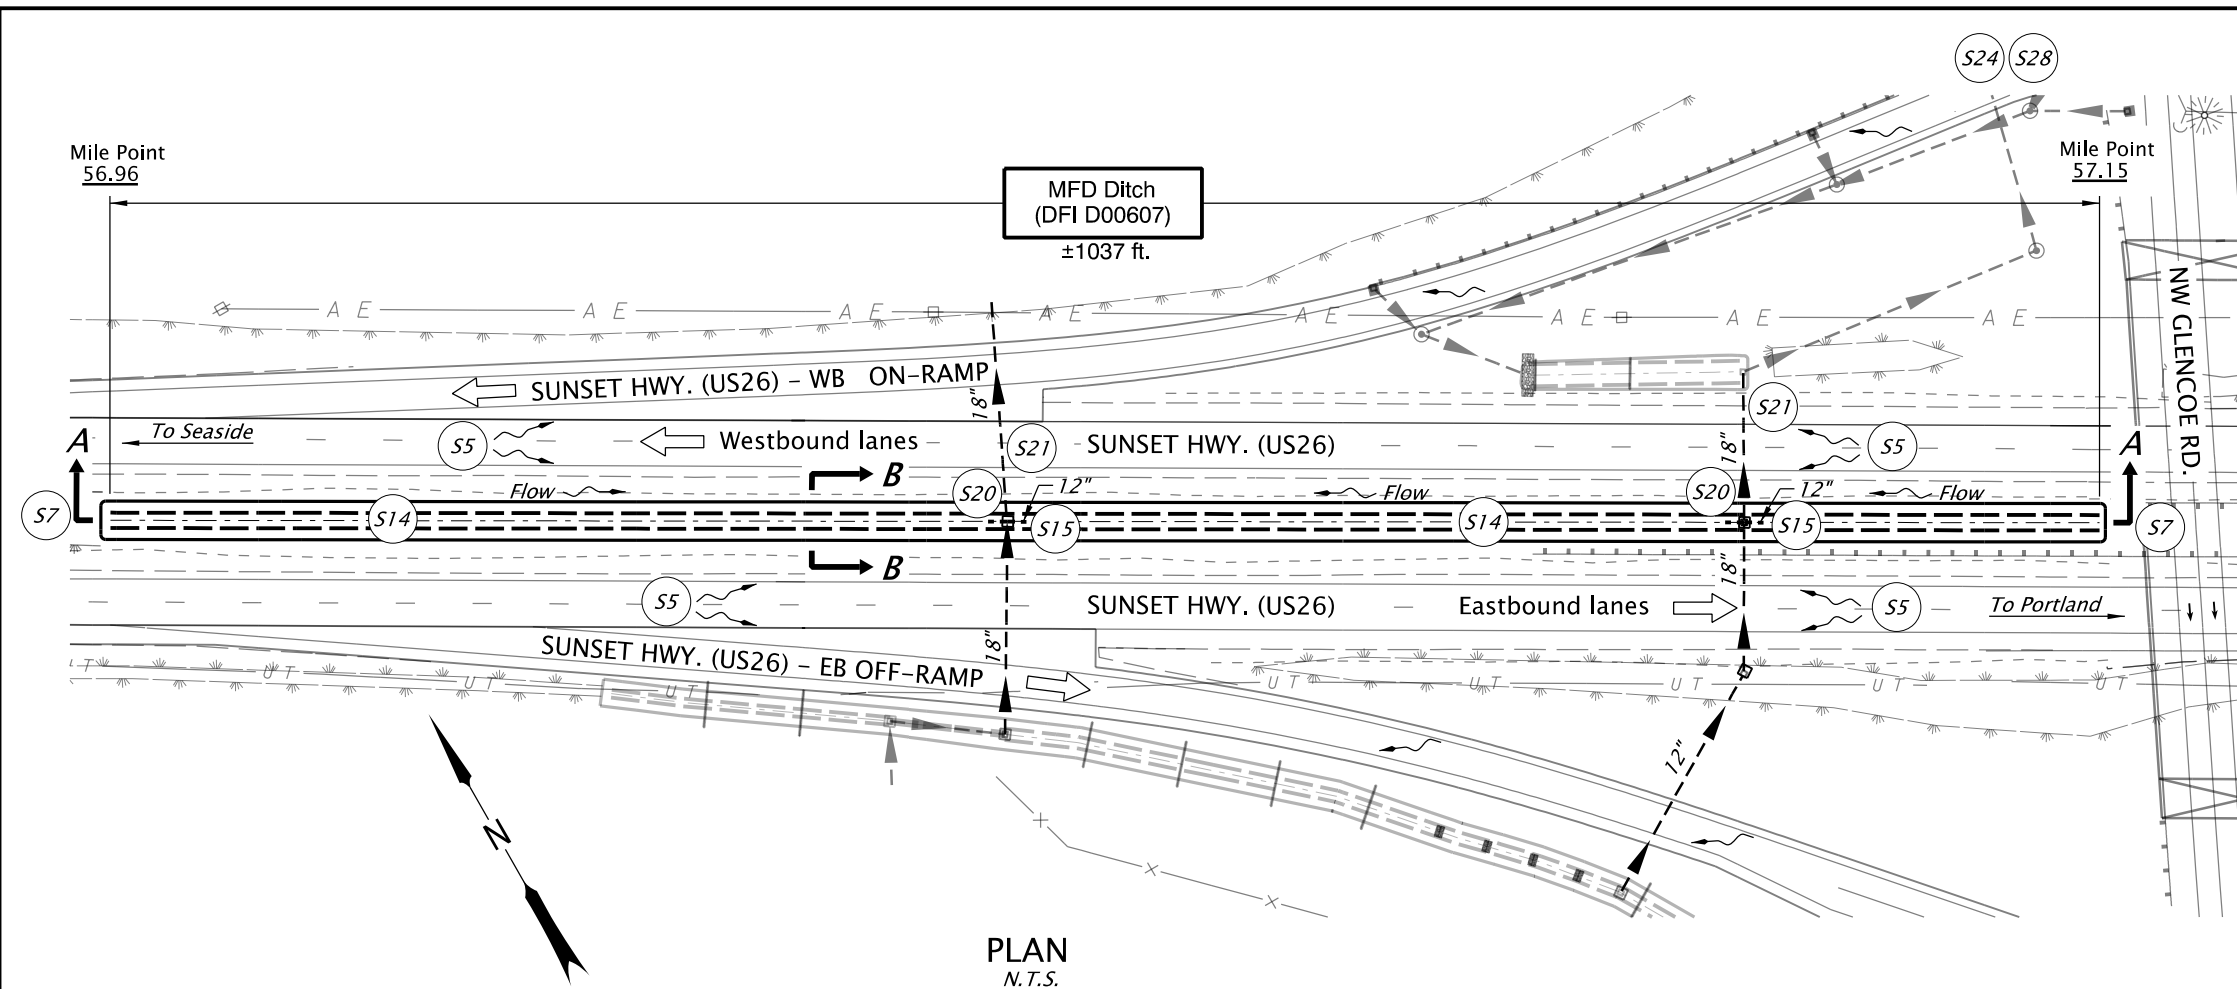 S24 S28
Mile Point
56.96
MFD Ditch
(DFI D00607)
±1037 ft.
Mile Point
57.15
A E A E A E A E A E A E A E A E
NW GLENCOE RD.
SUNSET HWY. (US26) - WB ON-RAMP
18"
S21
A
To Seaside
S5
Westbound lanes
S21
SUNSET HWY. (US26)
18"
S5
A
B
S7
Flow
S20
12"
Flow
S20
12"
Flow
S14
S15
S14
S15
S7
B
18"
S5
SUNSET HWY. (US26)
Eastbound lanes
S5
To Portland
SUNSET HWY. (US26) - EB OFF-RAMP
18"
U T U T U T U T U T U T U T U T U T
12"
N
PLAN
N.T.S.